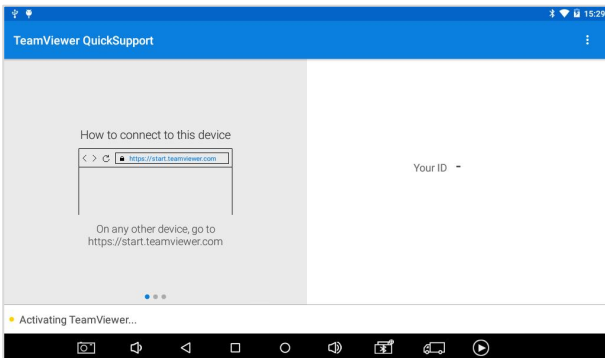 15:29
TeamViewer QuickSupport
How to connect to this device
https://start.teamviewer.com
On any other device, go to
https://start.teamviewer.com
Your ID -
Activating TeamViewer...